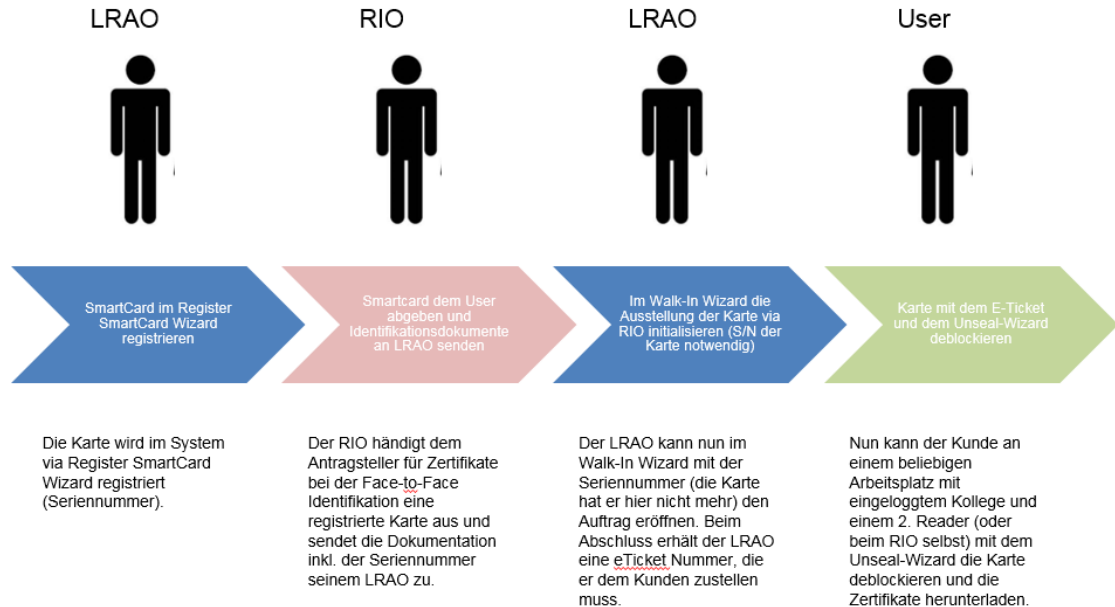 LRAO
RIO
LRAO
User
SmartCard im Register
SmartCard Wizard
registrieren
Smartcard dem User
abgeben und
Identifikationsdokumente
an LRAO senden
Im Walk-In Wizard die
Ausstellung der Karte via
RIO initialisieren (S/N der
Karte notwendig)
Karte mit dem E-Ticket
und dem Unseal-Wizard
deblockieren
Die Karte wird im System
via Register SmartCard
Wizard registriert
(Seriennummer).
Der RIO händigt dem
Antragsteller für Zertifikate
bei der Face-to-Face
Identifikation eine
registrierte Karte aus und
sendet die Dokumentation
inkl. der Seriennummer
seinem LRAO zu.
Der LRAO kann nun im
Walk-In Wizard mit der
Seriennummer (die Karte
hat er hier nicht mehr) den
Auftrag eröffnen. Beim
Abschluss erhält der LRAO
eine eTicket Nummer, die
er dem Kunden zustellen
muss.
Nun kann der Kunde an
einem beliebigen
Arbeitsplatz mit
eingeloggtem Kollege und
einem 2. Reader (oder
beim RIO selbst) mit dem
Unseal-Wizard die Karte
deblockieren und die
Zertifikate herunterladen.